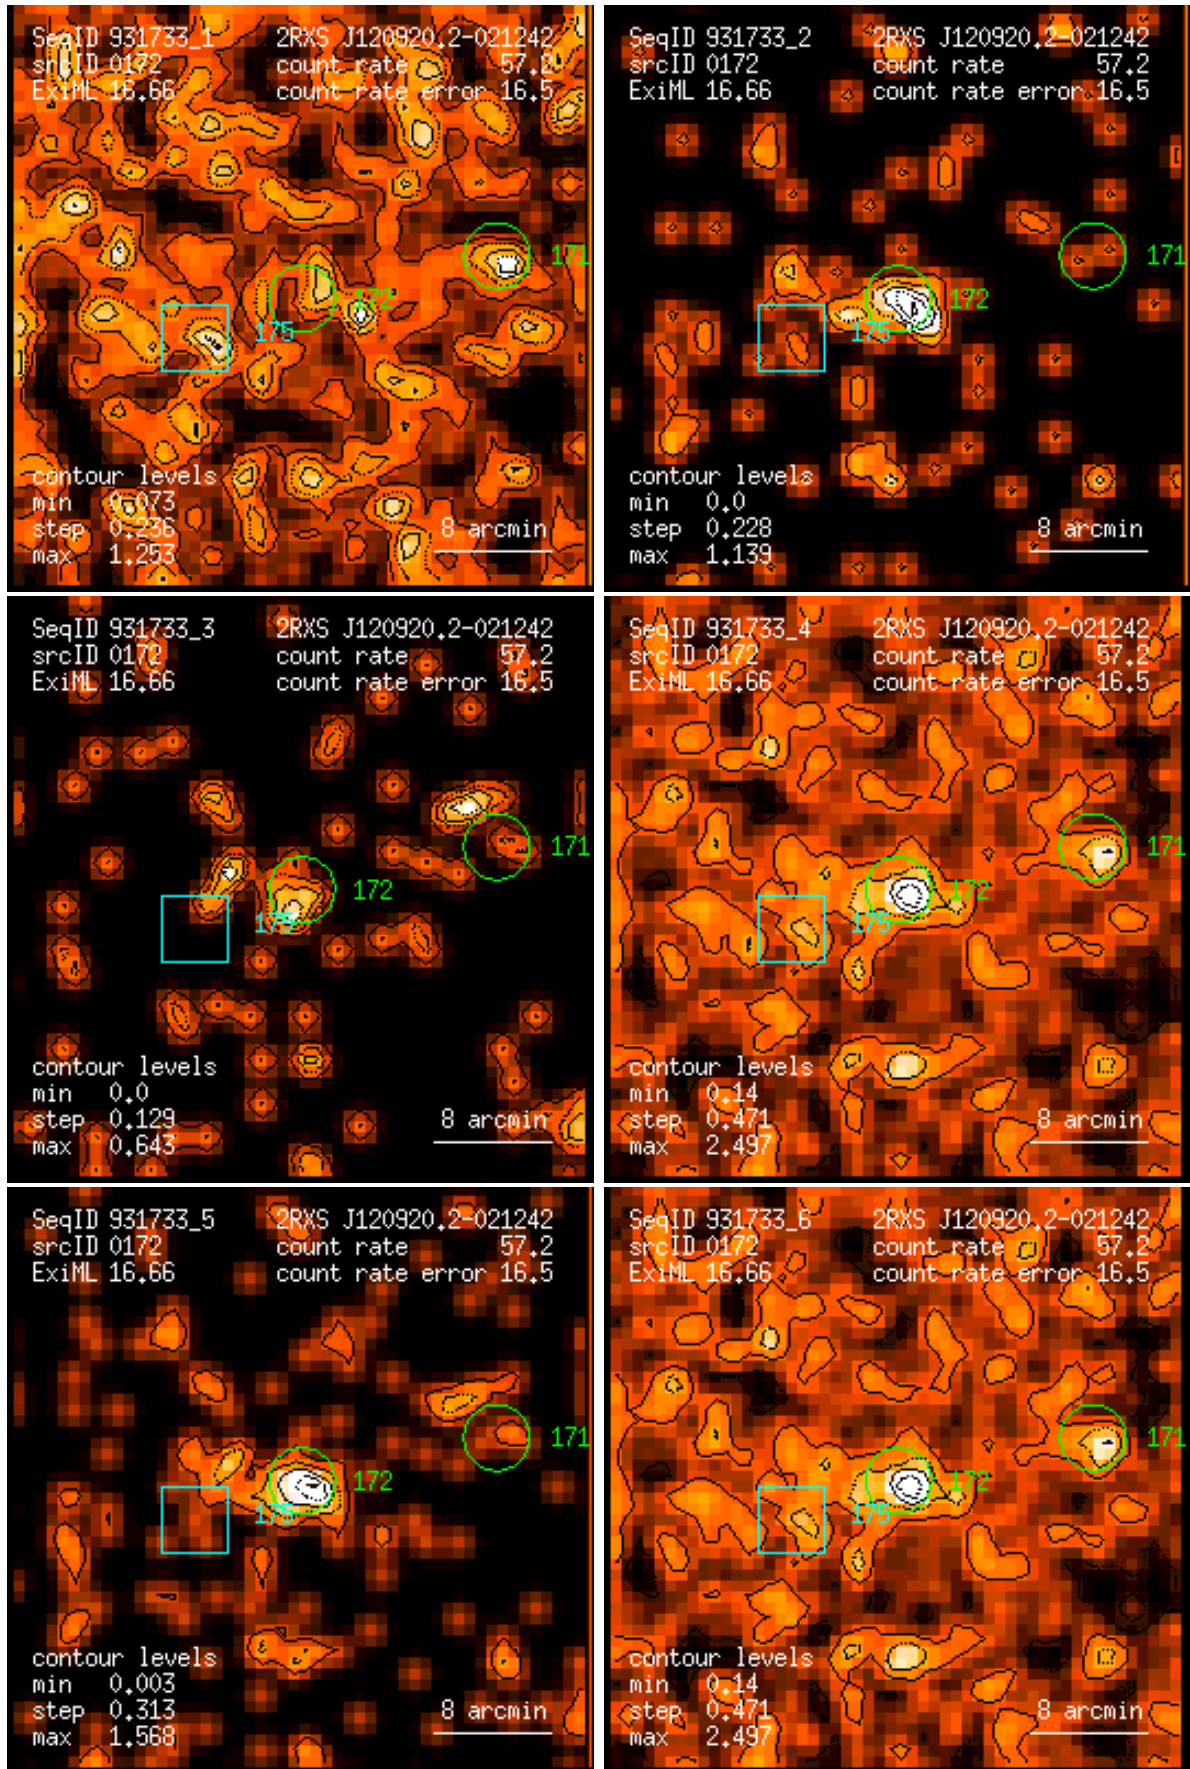 SeqID 931733_1 2RXS J120920.2-021242
srcID 0172 count rate 57.2
ExiML 16.66 count rate error 16.5
171
172
175
contour levels
min 0.073
step 0.236
max 1.253
8 arcmin
SeqID 931733_2 2RXS J120920.2-021242
srcID 0172 count rate 57.2
ExiML 16.66 count rate error 16.5
171
172
175
contour levels
min 0.0
step 0.228
max 1.139
8 arcmin
SeqID 931733_3 2RXS J120920.2-021242
srcID 0172 count rate 57.2
ExiML 16.66 count rate error 16.5
171
172
175
contour levels
min 0.0
step 0.129
max 0.643
8 arcmin
SeqID 931733_4 2RXS J120920.2-021242
srcID 0172 count rate 57.2
ExiML 16.66 count rate error 16.5
171
172
175
contour levels
min 0.14
step 0.471
max 2.497
8 arcmin
SeqID 931733_5 2RXS J120920.2-021242
srcID 0172 count rate 57.2
ExiML 16.66 count rate error 16.5
171
172
175
contour levels
min 0.003
step 0.313
max 1.568
8 arcmin
SeqID 931733_6 2RXS J120920.2-021242
srcID 0172 count rate 57.2
ExiML 16.66 count rate error 16.5
171
172
175
contour levels
min 0.14
step 0.471
max 2.497
8 arcmin